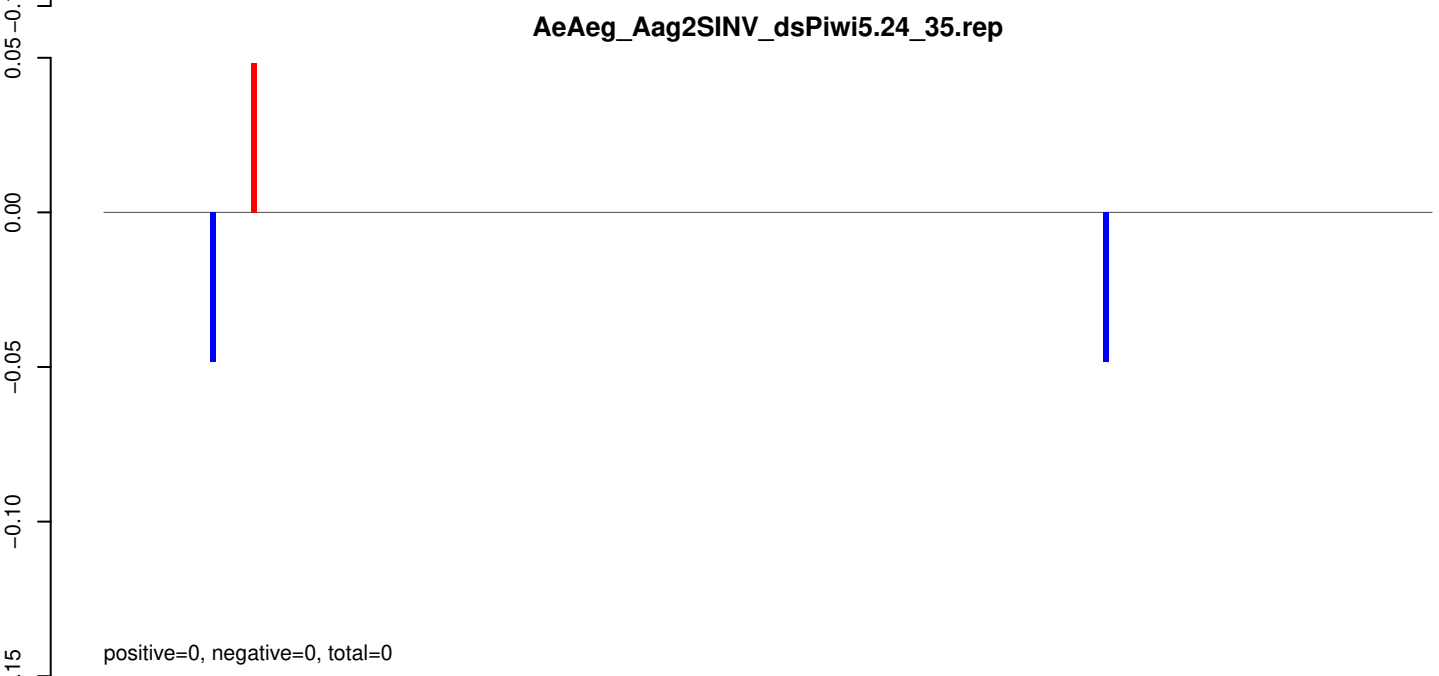 AeAeg_Aag2SINV_dsPiwi5.24_35.rep
0.05
0.00
−0.05
−0.10
positive=0, negative=0, total=0